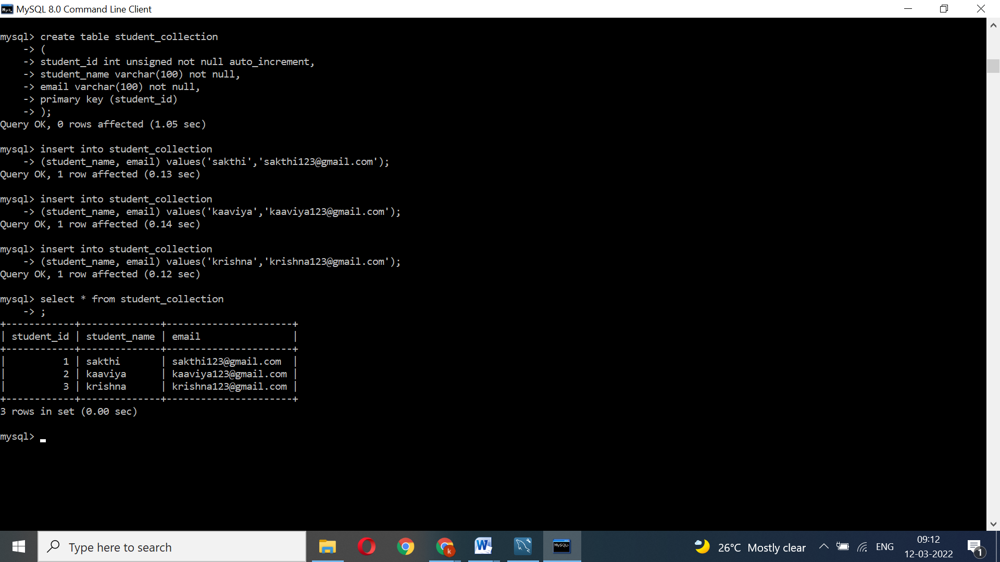 MySQL 8.0 Command Line Client
mysql> create table student_collection
    -> (
    -> student_id int unsigned not null auto_increment,
    -> student_name varchar(100) not null,
    -> email varchar(100) not null,
    -> primary key (student_id)
    -> );
Query OK, 0 rows affected (1.05 sec)
mysql> insert into student_collection
    -> (student_name, email) values('sakthi','sakthi123@gmail.com');
Query OK, 1 row affected (0.13 sec)
mysql> insert into student_collection
    -> (student_name, email) values('kaaviya','kaaviya123@gmail.com');
Query OK, 1 row affected (0.14 sec)
mysql> insert into student_collection
    -> (student_name, email) values('krishna','krishna123@gmail.com');
Query OK, 1 row affected (0.12 sec)
mysql> select * from student_collection
    -> ;
+------------+--------------+----------------------+
| student_id | student_name | email                |
+------------+--------------+----------------------+
|          1 | sakthi       | sakthi123@gmail.com  |
|          2 | kaaviya      | kaaviya123@gmail.com |
|          3 | krishna      | krishna123@gmail.com |
+------------+--------------+----------------------+
3 rows in set (0.00 sec)
mysql>
Type here to search
k
W
MySQL>
26°C Mostly clear
ENG
09:12
12-03-2022
1